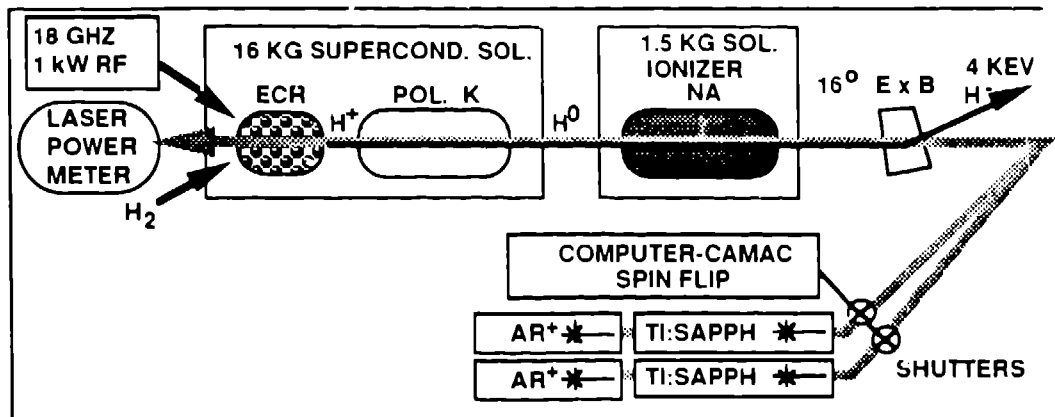 18 GHZ
1 kW RF
16 KG SUPERCOND. SOL.
ECR
POL. K
1.5 KG SOL.
IONIZER
NA
16° E x B
4 KEV
H⁻
LASER
POWER
METER
H⁺
H⁰
H₂
COMPUTER-CAMAC
SPIN FLIP
AR⁺
TI:SAPPH
AR⁺
TI:SAPPH
SHUTTERS